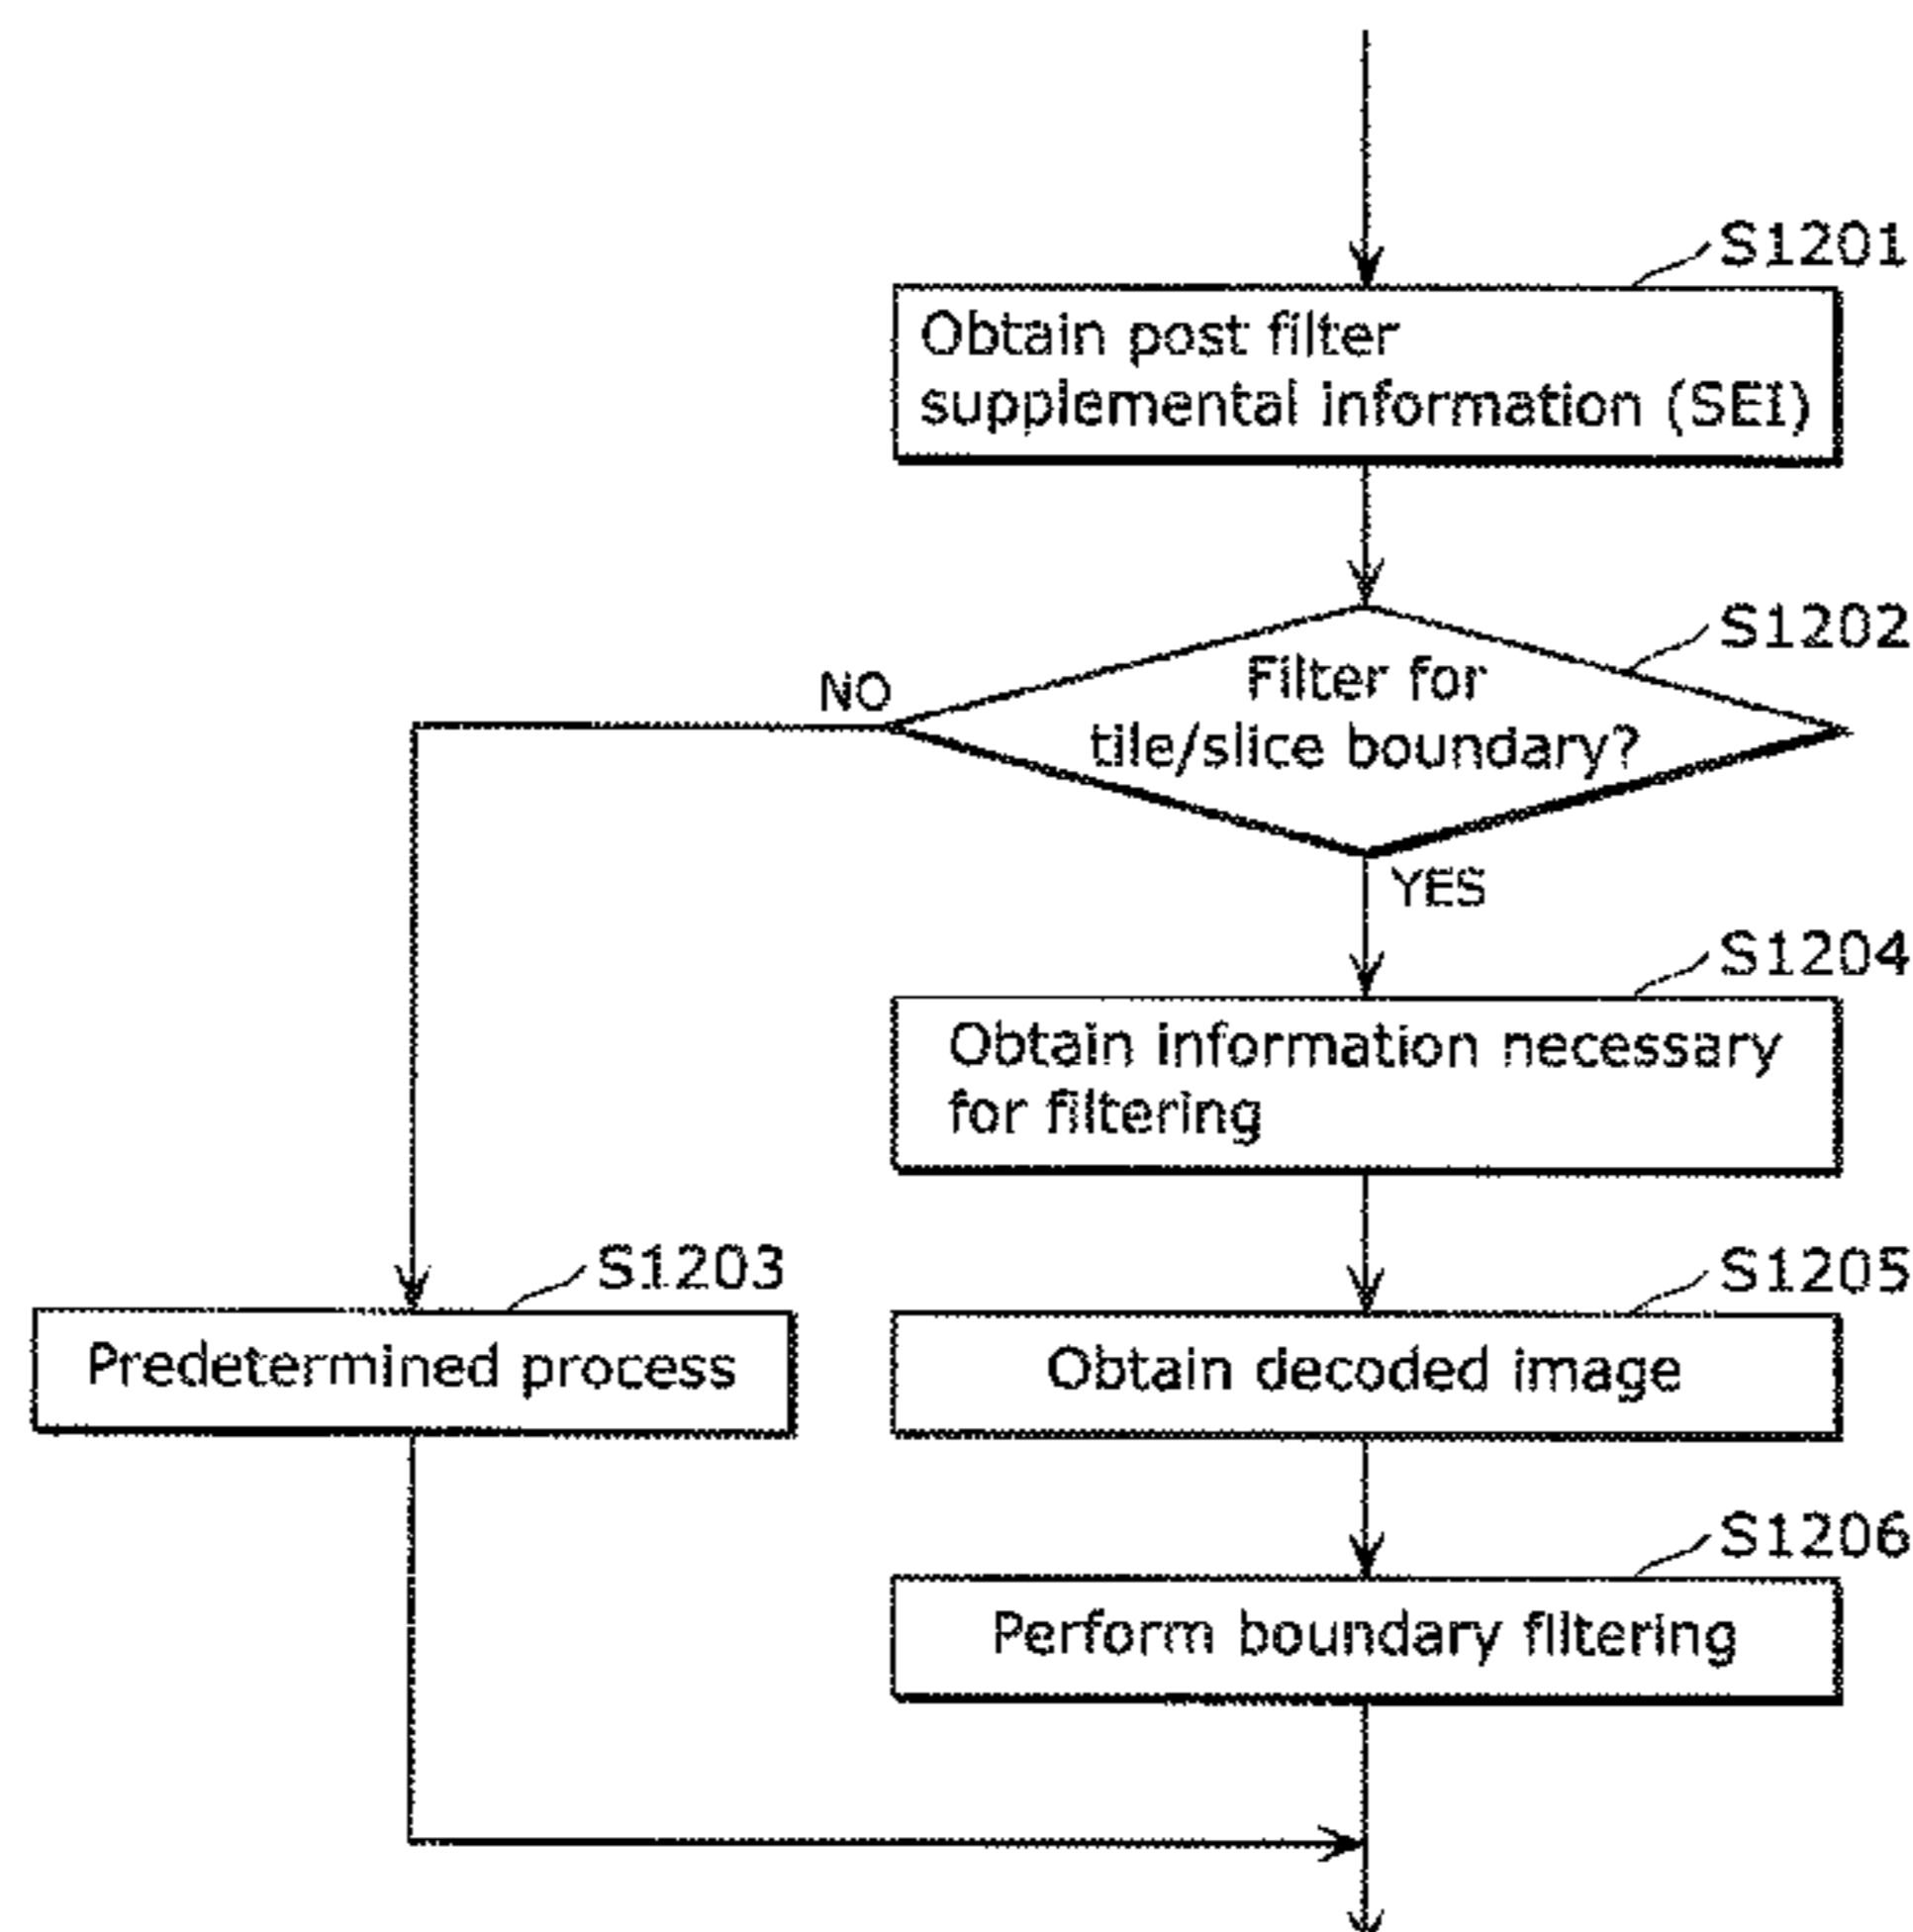 S1201
Obtain post filter
supplemental information (SEI)
S1202
Filter for
tile/slice boundary?
NO
YES
S1204
Obtain information necessary
for filtering
S1203
Predetermined process
S1205
Obtain decoded image
S1206
Perform boundary filtering